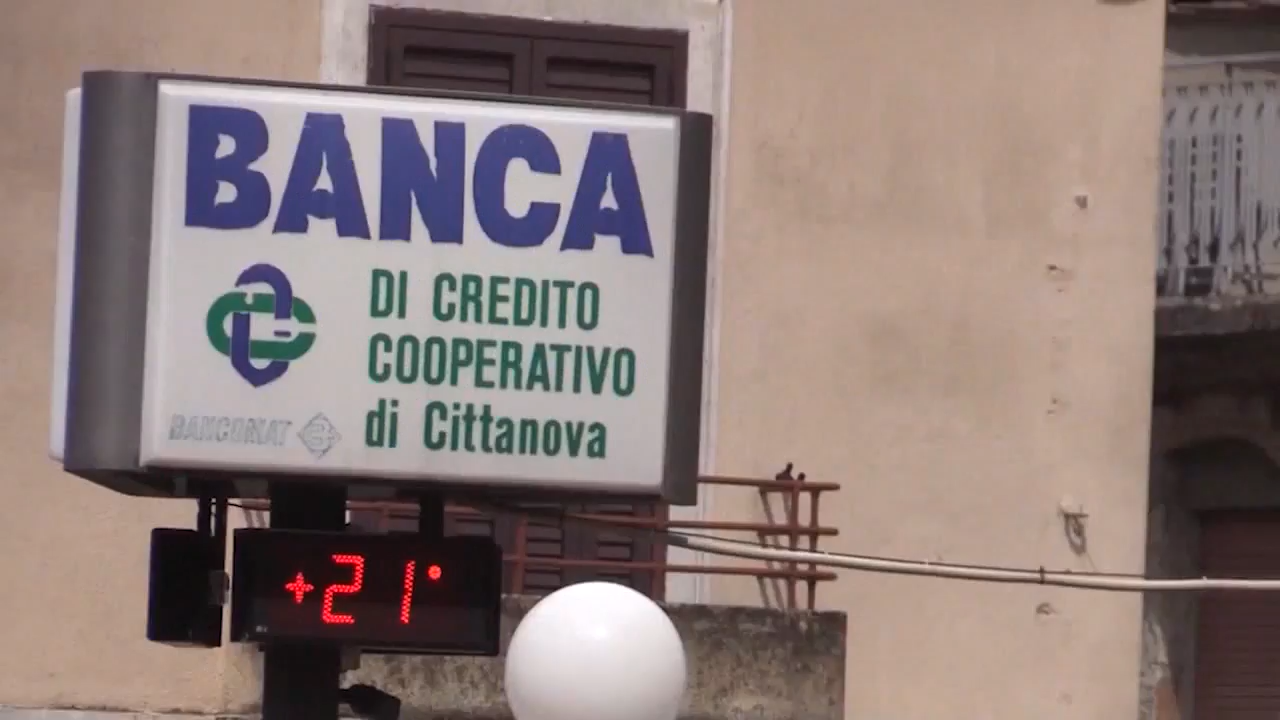 BANCA
DI CREDITO
COOPERATIVO
di Cittanova
BANCOMAT
+21°